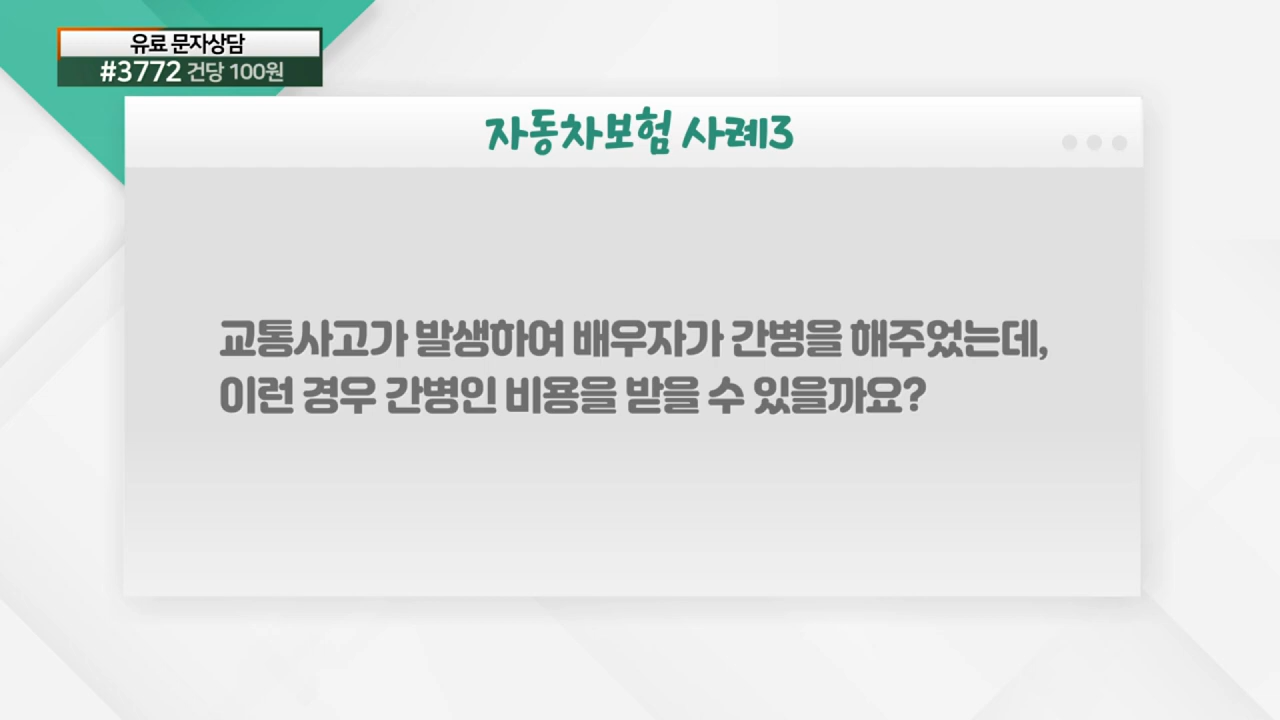 유료 문자상담
#3772 건당 100원
자동차보험 사례3
교통사고가 발생하여 배우자가 간병을 해주었는데,
이런 경우 간병인 비용을 받을 수 있을까요?